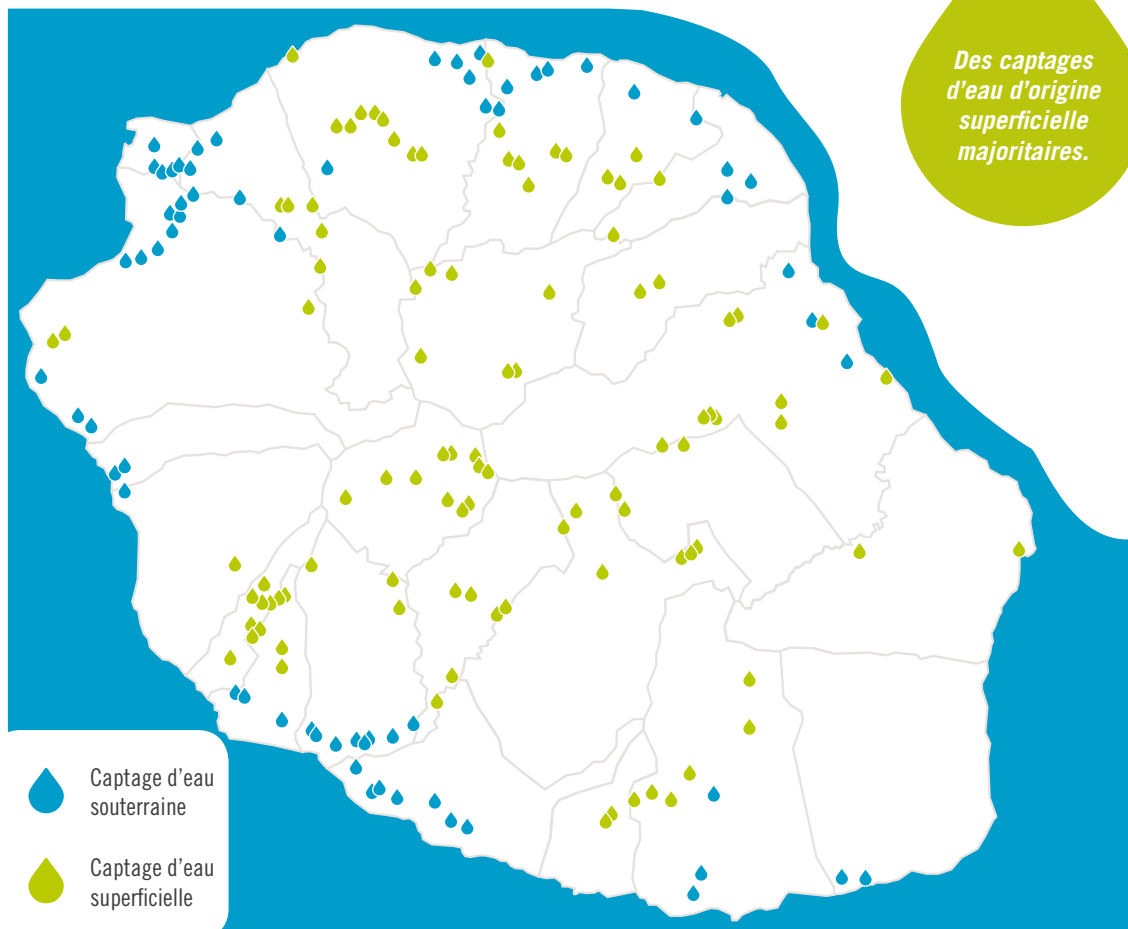 Des captages
d'eau d'origine
superficielle
majoritaires.
Captage d'eau
souterraine
Captage d'eau
superficielle